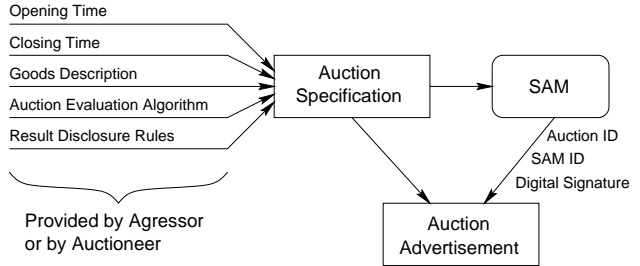 Opening Time
Closing Time
Goods Description
Auction Evaluation Algorithm
Result Disclosure Rules
Provided by Agressor
or by Auctioneer
Auction
Specification
SAM
Auction ID
SAM ID
Digital Signature
Auction
Advertisement